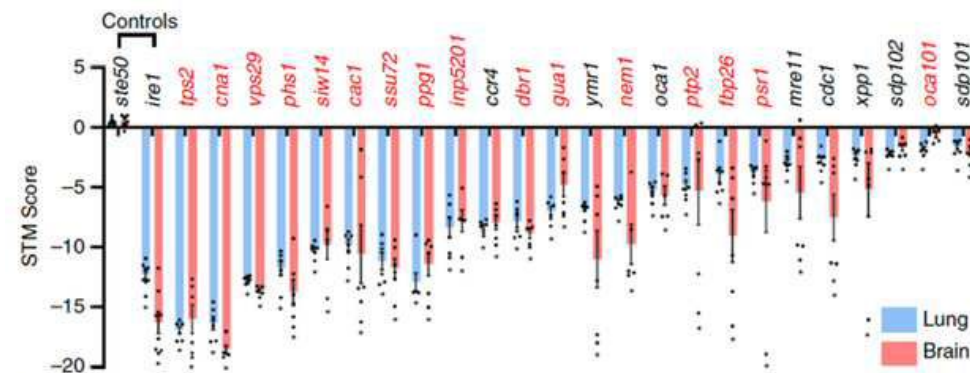 Controls
ste50
ire1
tps2
cna1
vps29
phs1
siw14
cac1
ssu72
ppg1
inp5201
ccr4
dbr1
gua1
ymr1
nem1
oca1
ptp2
fbp26
psr1
mre11
cdc1
xpp1
sdp102
oca101
sdp101
STM Score
5
0
−5
−10
−15
−20
Lung
Brain